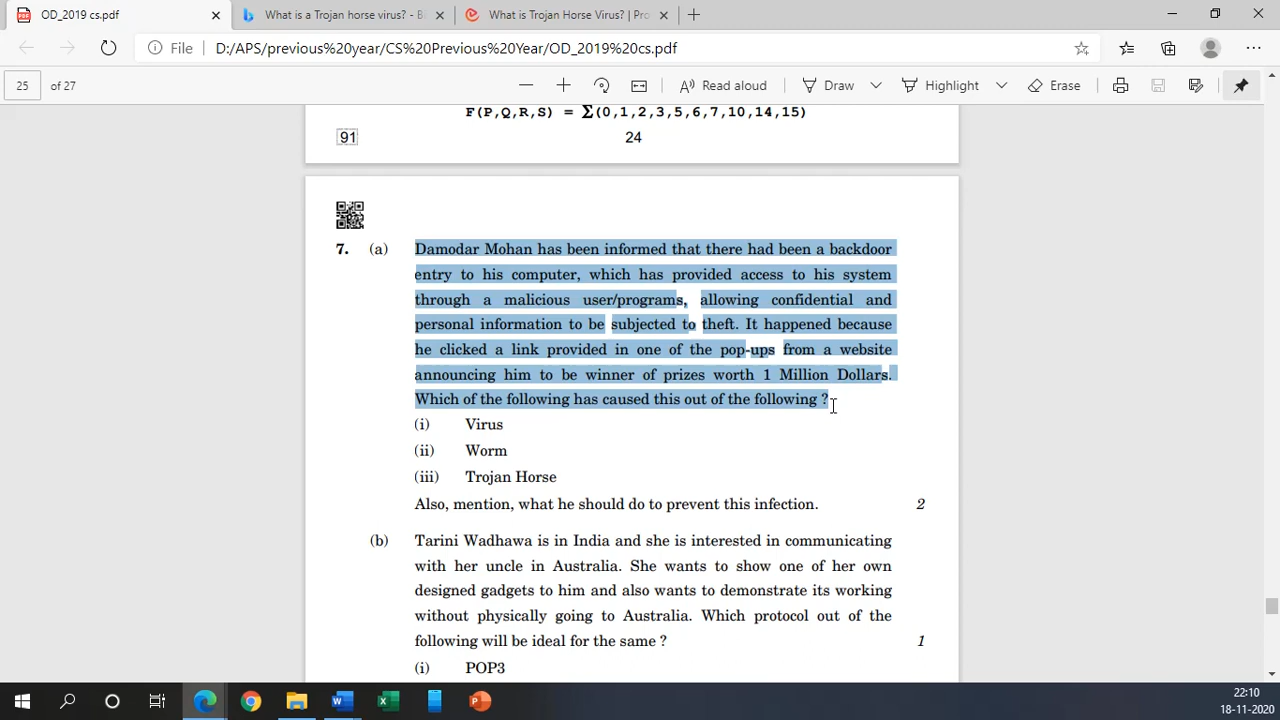 OD_2019 cs.pdf
What is a Trojan horse virus? - Bi
What is Trojan Horse Virus? | Pro
File
D:/APS/previous%20year/CS%20Previous%20Year/OD_2019%20cs.pdf
25 of 27
Read aloud
Draw
Highlight
Erase
F(P,Q,R,S) = Σ(0,1,2,3,5,6,7,10,14,15)
91
24
7. (a) Damodar Mohan has been informed that there had been a backdoor
entry to his computer, which has provided access to his system
through a malicious user/programs, allowing confidential and
personal information to be subjected to theft. It happened because
he clicked a link provided in one of the pop-ups from a website
announcing him to be winner of prizes worth 1 Million Dollars.
Which of the following has caused this out of the following ?
(i) Virus
(ii) Worm
(iii) Trojan Horse
Also, mention, what he should do to prevent this infection. 2
(b) Tarini Wadhawa is in India and she is interested in communicating
with her uncle in Australia. She wants to show one of her own
designed gadgets to him and also wants to demonstrate its working
without physically going to Australia. Which protocol out of the
following will be ideal for the same ? 1
(i) POP3
22:10
18-11-2020